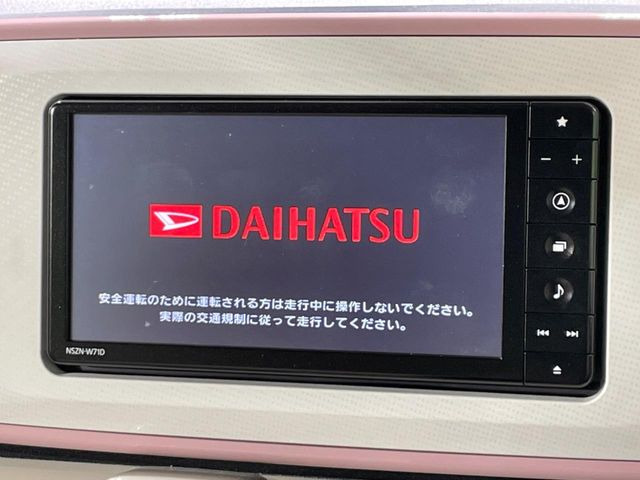 DAIHATSU
安全運転のために運転される方は走行中に操作しないでください。
実際の交通規制に従って走行してください。
NSZN-W71D